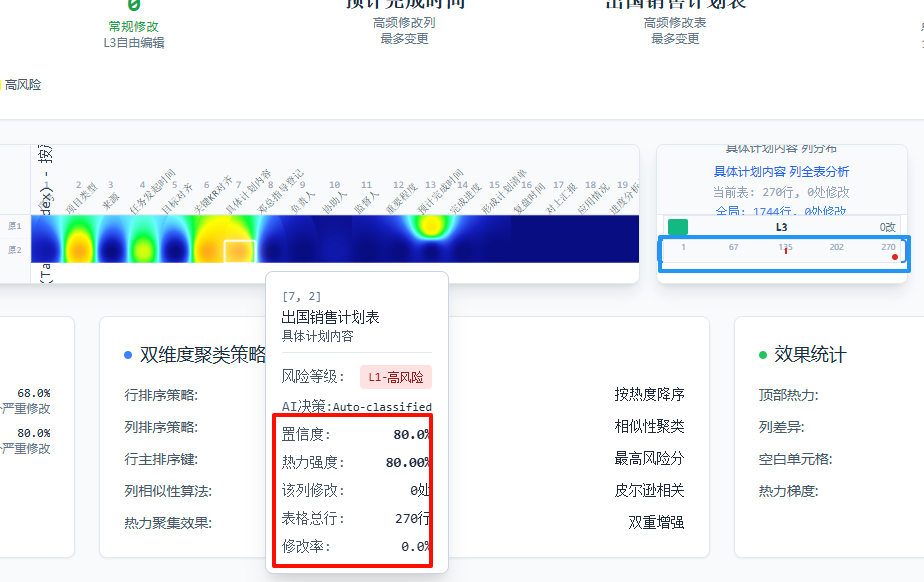 0
常规修改
L3自由编辑
预计完成时间
高频修改列
最多变更
出国销售计划表
高频修改表
最多变更
高风险
2
3
4
5
6
7
8
9
10
11
12
13
14
15
16
17
18
19
项目类型
来源
任务发起时间
目标对齐
关键KR对齐
具体计划内容
邓总指导登记
负责人
协助人
监督人
重要程度
预计完成时间
完成进度
形成计划清单
复盘时间
对上汇报
应用情况
进度分析
原1
原2
具体计划内容 列分布
具体计划内容 列全表分析
当前表: 270行, 0处修改
全局: 1744行, 0处修改
L3
0改
1
67
135
202
270
[7, 2]
出国销售计划表
具体计划内容
风险等级:
L1-高风险
AI决策:Auto-classified
置信度:
80.0%
热力强度:
80.00%
该列修改:
0处
表格总行:
270行
修改率:
0.0%
68.0%
严重修改
80.0%
严重修改
双维度聚类策略
行排序策略:
按热度降序
列排序策略:
相似性聚类
行主排序键:
最高风险分
列相似性算法:
皮尔逊相关
热力聚集效果:
双重增强
效果统计
顶部热力:
列差异:
空白单元格:
热力梯度: